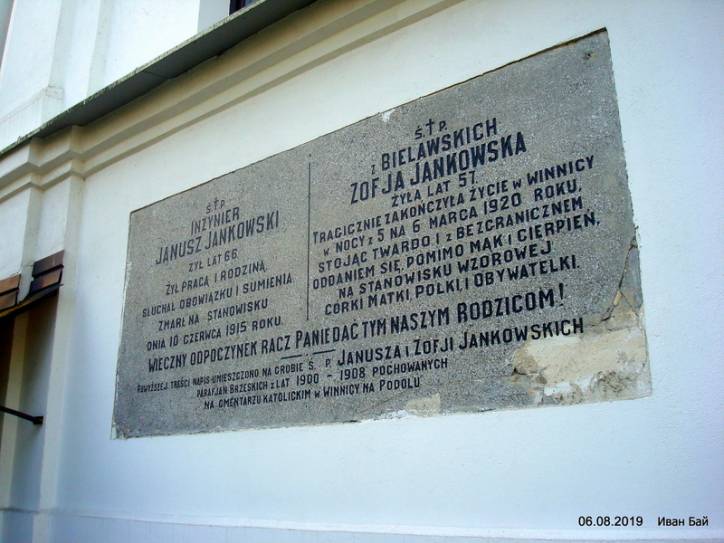 Ś.†P.
INŻYNIER
JANUSZ JANKOWSKI
ŻYŁ LAT 66.
ŻYŁ PRACĄ I RODZINĄ,
SŁUCHAŁ OBOWIĄZKU I SUMIENIA
ZMARŁ NA STANOWISKU
DNIA 10 CZERWCA 1915 ROKU.
Ś.†P.
z BIELAWSKICH
ZOFJA JANKOWSKA
ŻYŁA LAT 57.
TRAGICZNIE ZAKOŃCZYŁA ŻYCIE W WINNICY
W NOCY z 5 NA 6 MARCA 1920 ROKU,
STOJĄC TWARDO I z BEZGRANICZNEM
ODDANIEM SIĘ, POMIMO MĄK I CIERPIEŃ,
NA STANOWISKU WZOROWEJ
CÓRKI MATKI, POLKI I OBYWATELKI.
WIECZNY ODPOCZYNEK RACZ PANIE DAĆ TYM NASZYM RODZICOM!
POWYŻSZEJ TREŚCI NAPIS UMIESZCZONO NA GROBIE Ś. P. JANUSZA I ZOFJI JANKOWSKICH
PARAFJAN BRZESKICH z LAT 1900 - 1908 POCHOWANYCH
NA CMENTARZU KATOLICKIM W WINNICY NA PODOLU
06.08.2019 Иван Бай